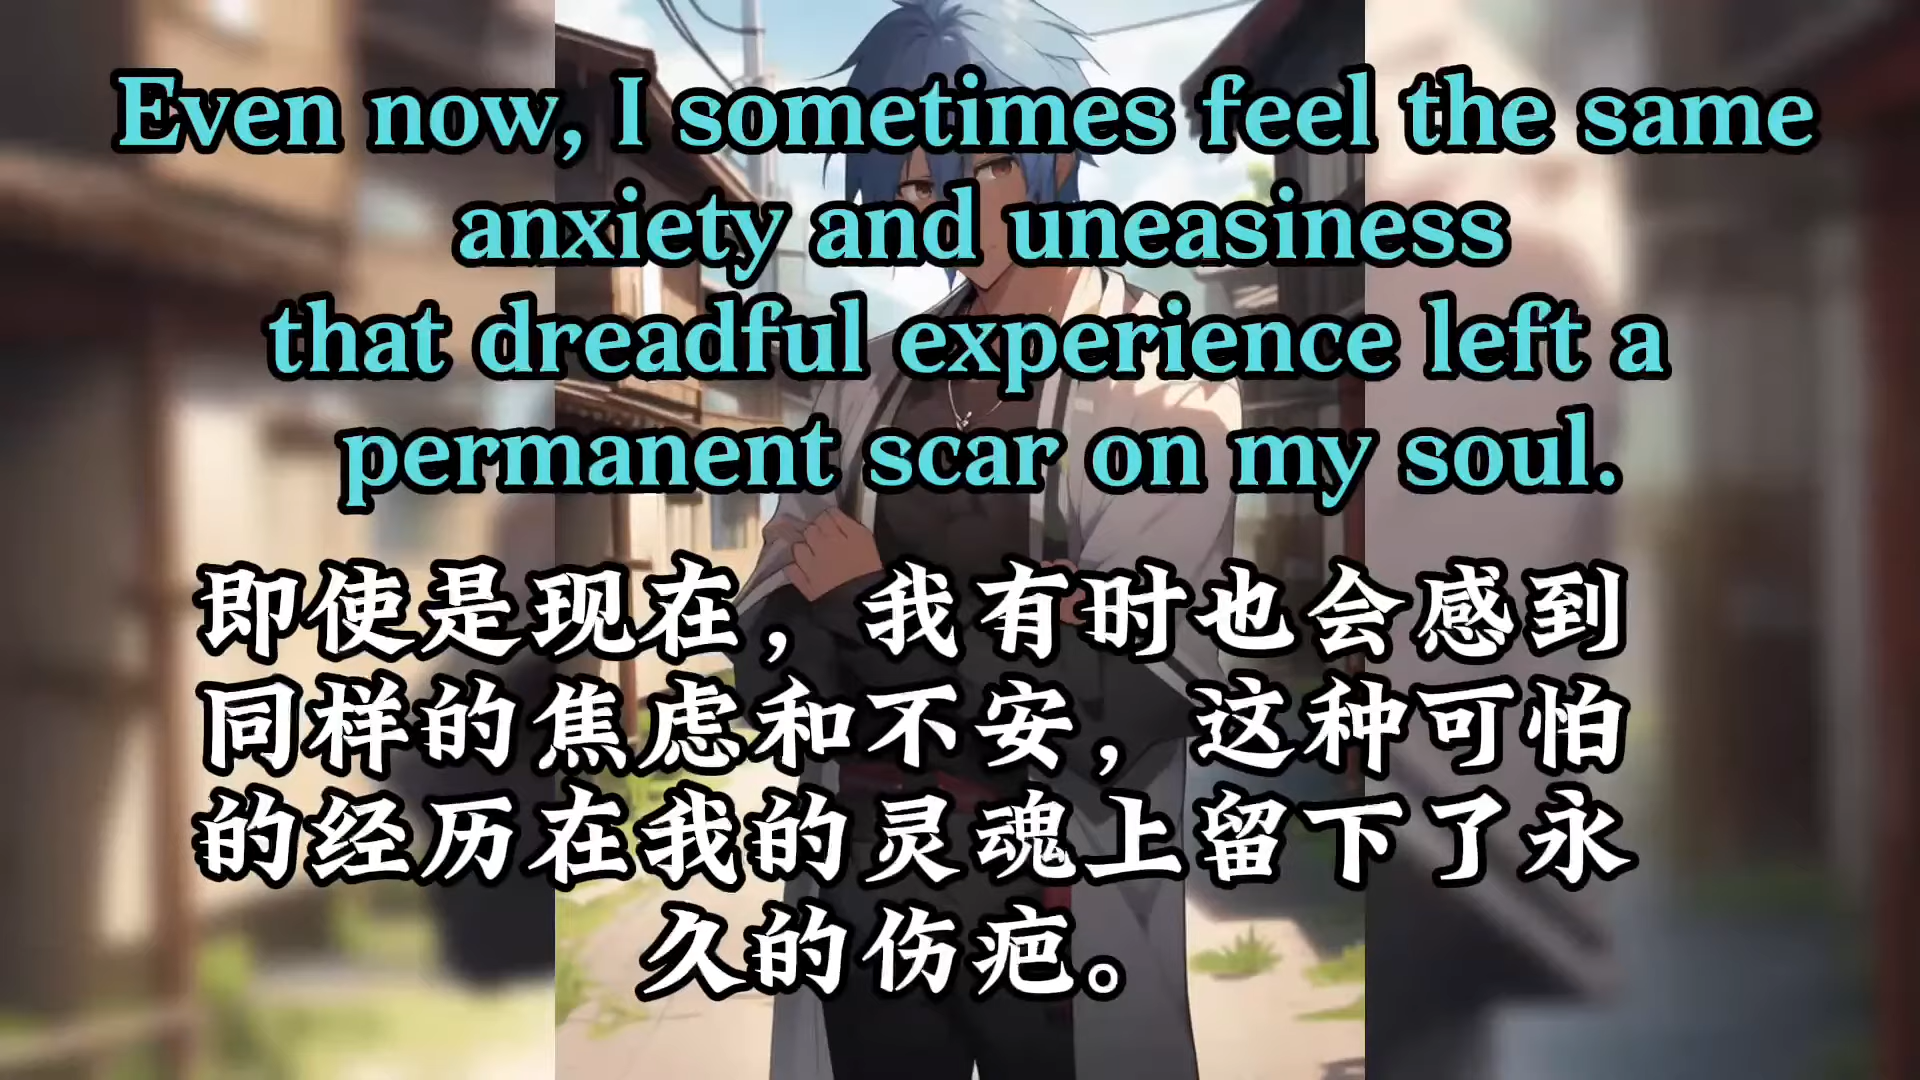 Even now, I sometimes feel the same
anxiety and uneasiness
that dreadful experience left a
permanent scar on my soul.
即使是现在，我有时也会感到
同样的焦虑和不安，这种可怕
的经历在我的灵魂上留下了永
久的伤疤。